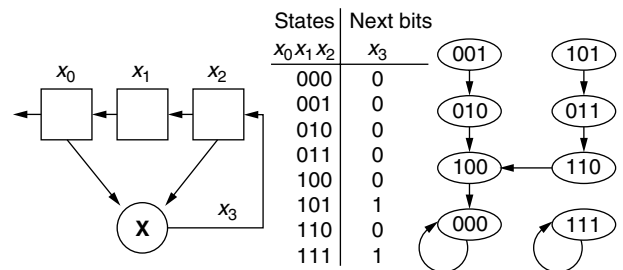 x0 x1 x2
X
x3
States Next bits
x0x1x2 x3
000 0
001 0
010 0
011 0
100 0
101 1
110 0
111 1
001 101
010 011
100 110
000 111